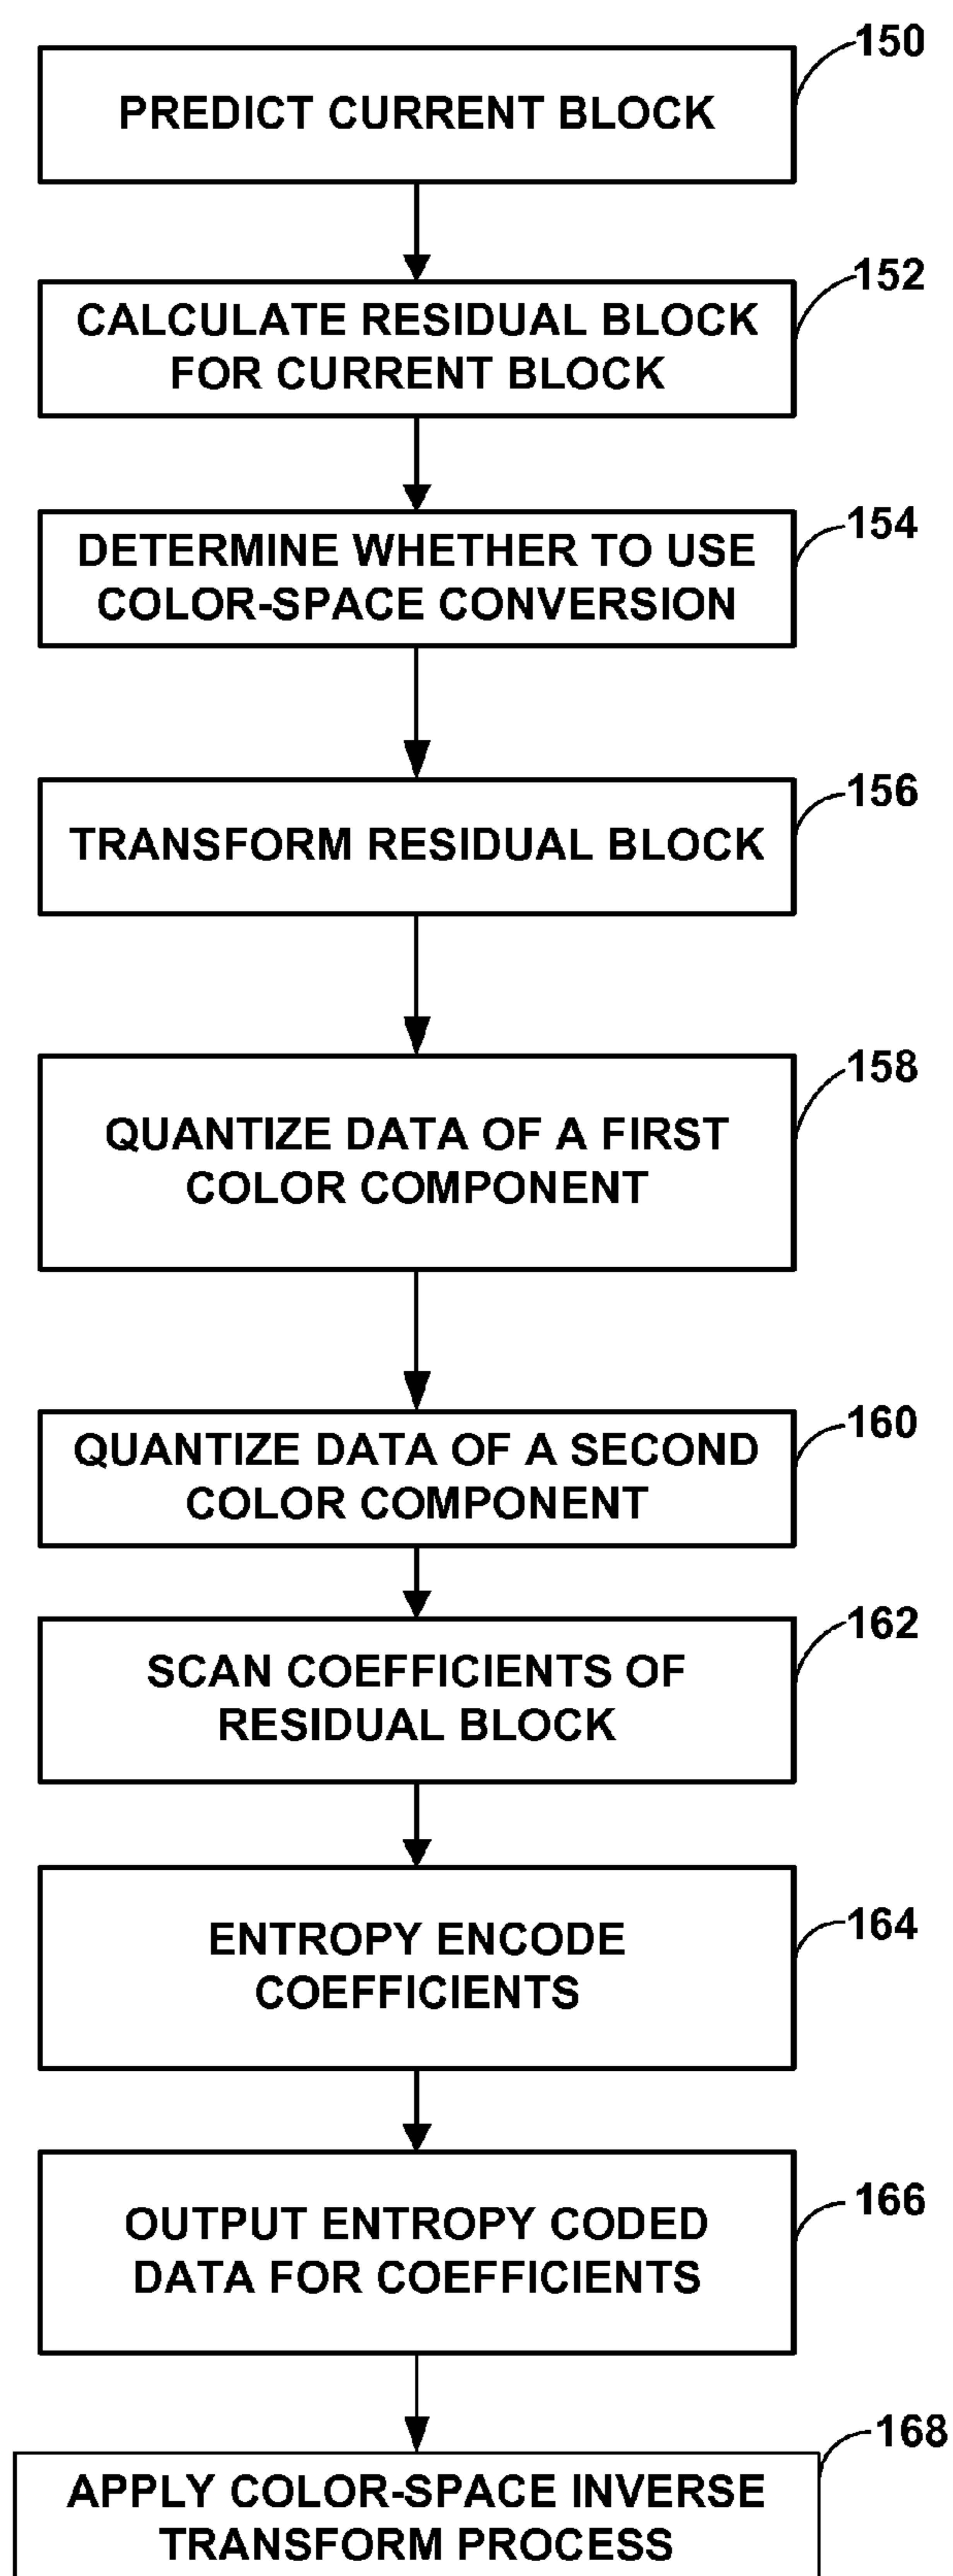 150
PREDICT CURRENT BLOCK
152
CALCULATE RESIDUAL BLOCK
FOR CURRENT BLOCK
154
DETERMINE WHETHER TO USE
COLOR-SPACE CONVERSION
156
TRANSFORM RESIDUAL BLOCK
158
QUANTIZE DATA OF A FIRST
COLOR COMPONENT
160
QUANTIZE DATA OF A SECOND
COLOR COMPONENT
162
SCAN COEFFICIENTS OF
RESIDUAL BLOCK
164
ENTROPY ENCODE
COEFFICIENTS
166
OUTPUT ENTROPY CODED
DATA FOR COEFFICIENTS
168
APPLY COLOR-SPACE INVERSE
TRANSFORM PROCESS